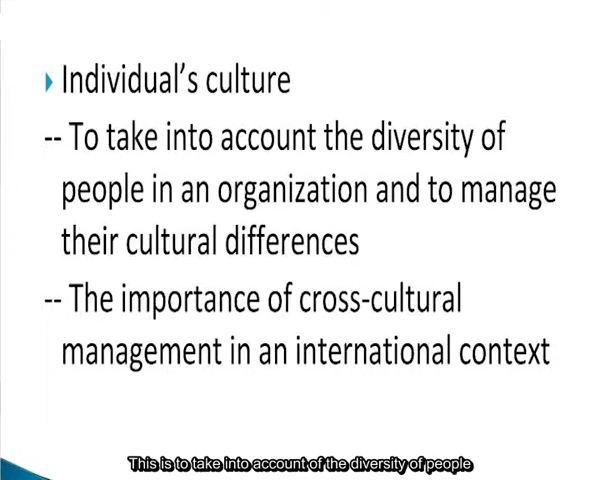 Individual's culture
-- To take into account the diversity of
people in an organization and to manage
their cultural differences
-- The importance of cross-cultural
management in an international context
This is to take into account of the diversity of people